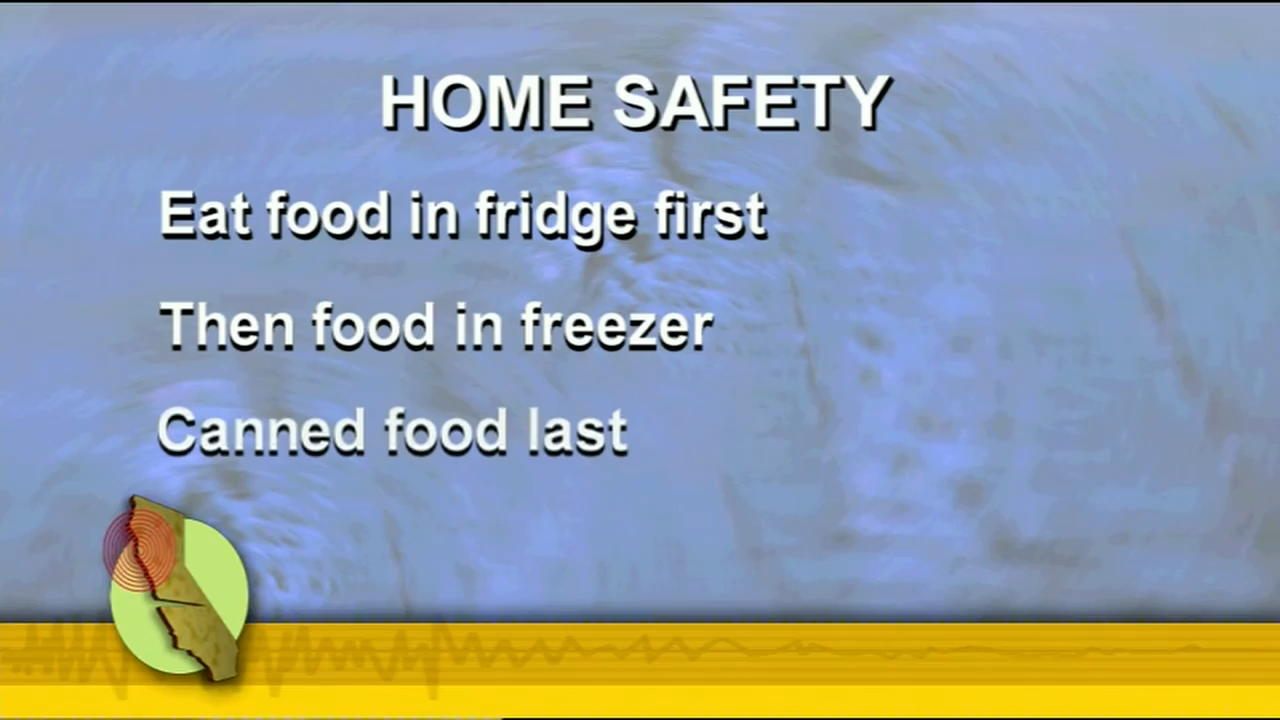 HOME SAFETY
Eat food in fridge first
Then food in freezer
Canned food last